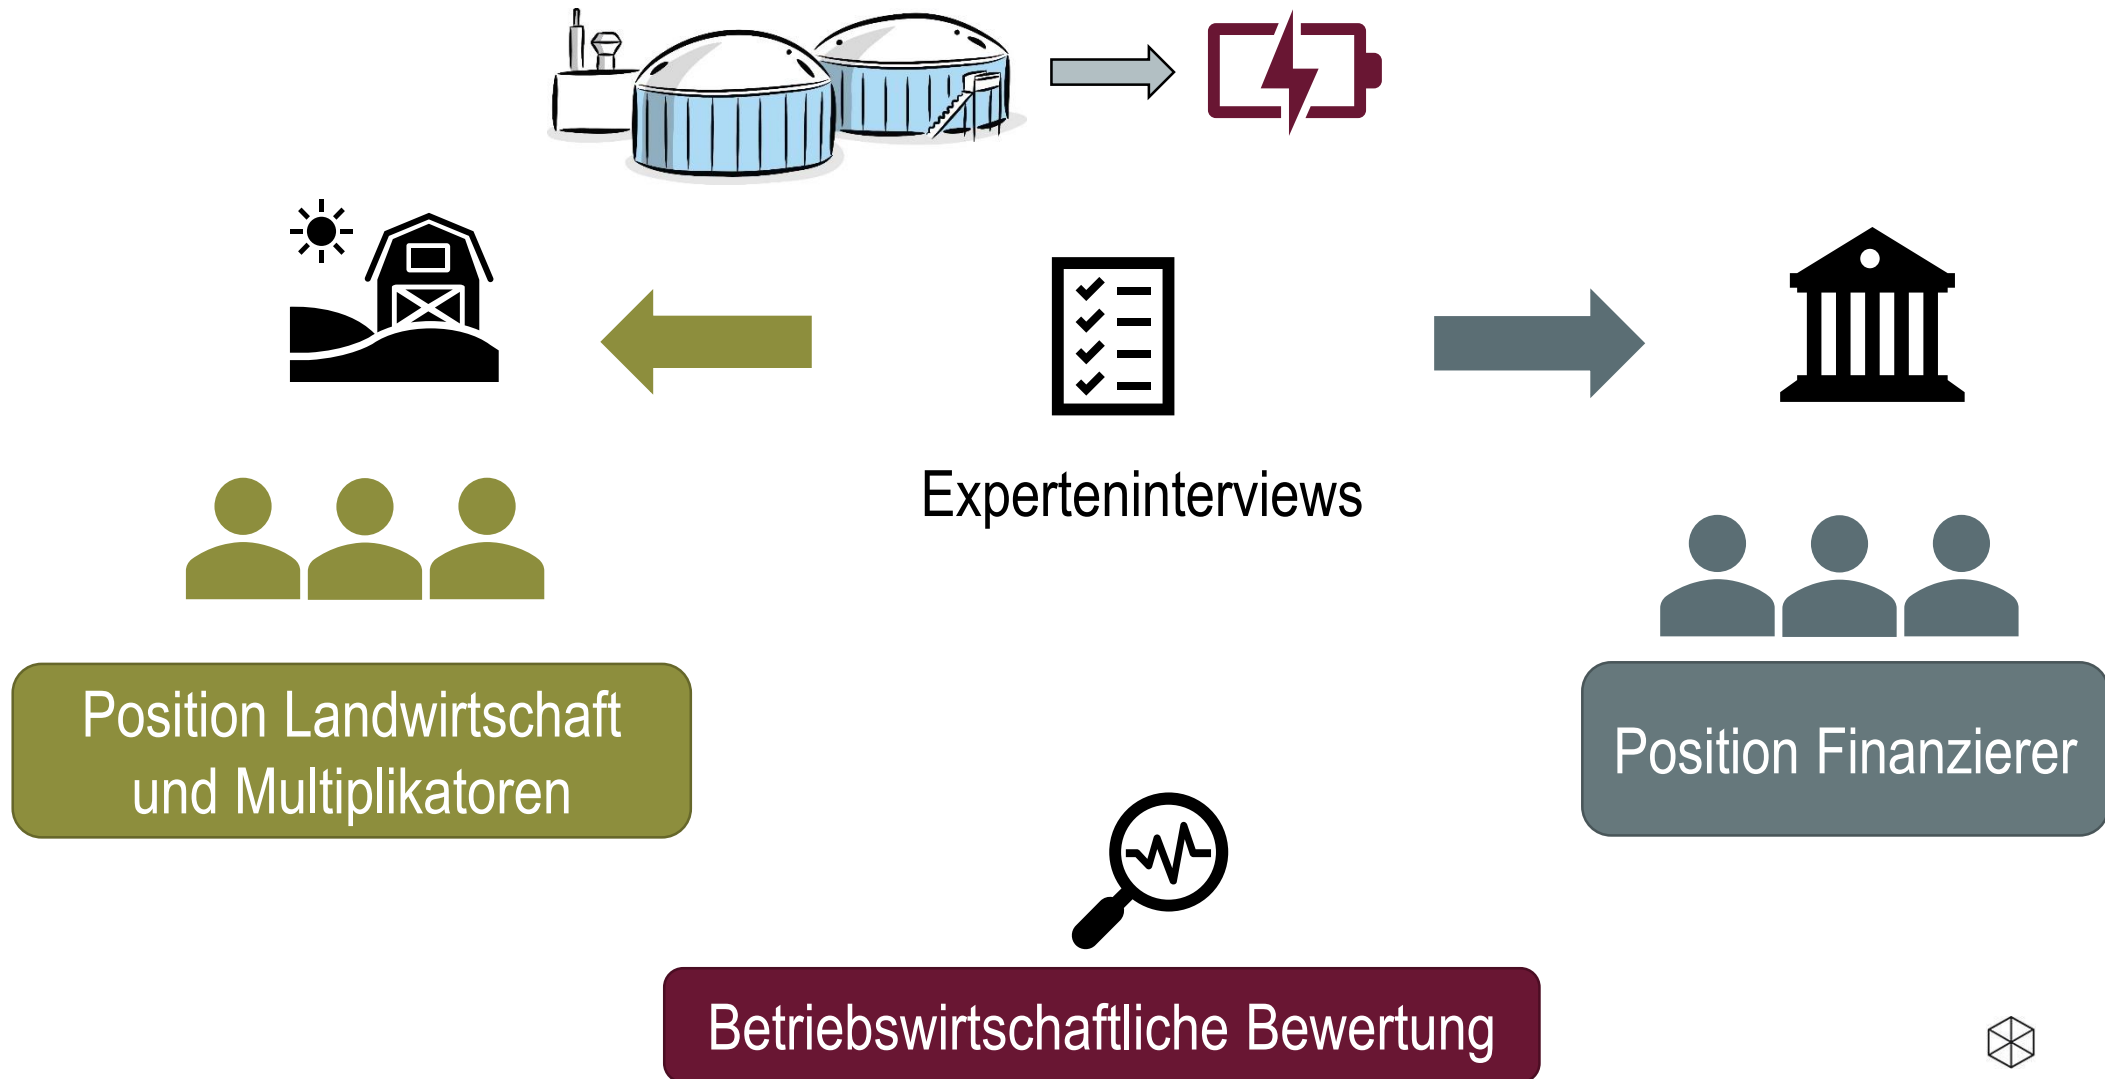 Experteninterviews
Position Landwirtschaft
und Multiplikatoren
Position Finanzierer
Betriebswirtschaftliche Bewertung